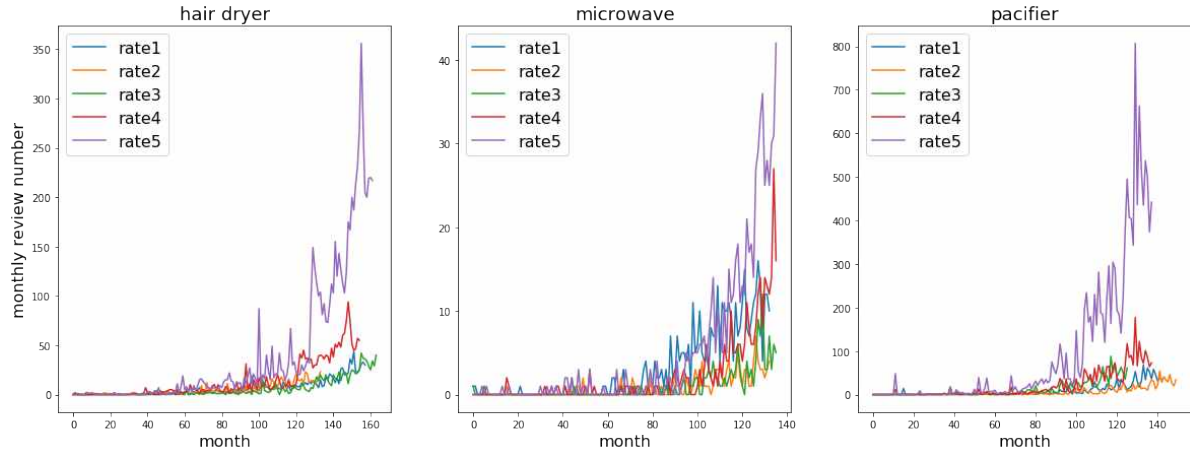 hair dryer
monthly review number
350
300
250
200
150
100
50
0
rate1
rate2
rate3
rate4
rate5
0 20 40 60 80 100 120 140 160
month
microwave
40
30
20
10
0
rate1
rate2
rate3
rate4
rate5
0 20 40 60 80 100 120 140
month
pacifier
800
700
600
500
400
300
200
100
0
rate1
rate2
rate3
rate4
rate5
0 20 40 60 80 100 120 140
month